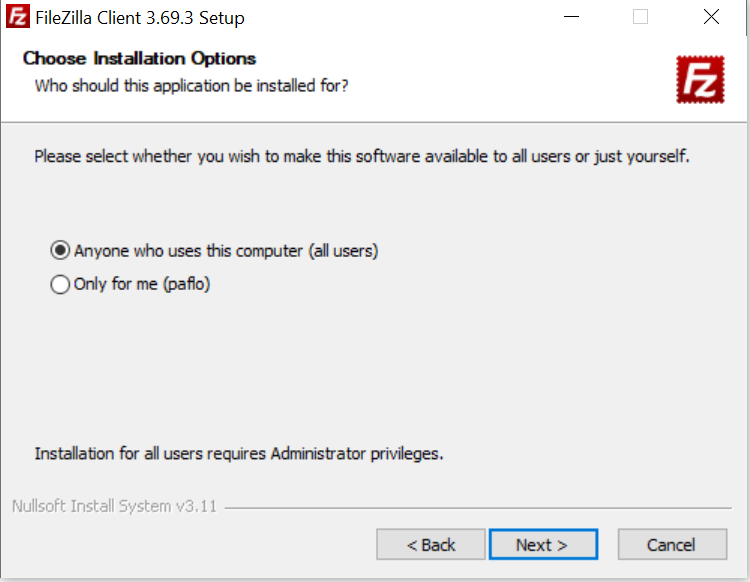 FileZilla Client 3.69.3 Setup
Choose Installation Options
Who should this application be installed for?
Please select whether you wish to make this software available to all users or just yourself.
Anyone who uses this computer (all users)
Only for me (paflo)
Installation for all users requires Administrator privileges.
Nullsoft Install System v3.11
< Back
Next >
Cancel